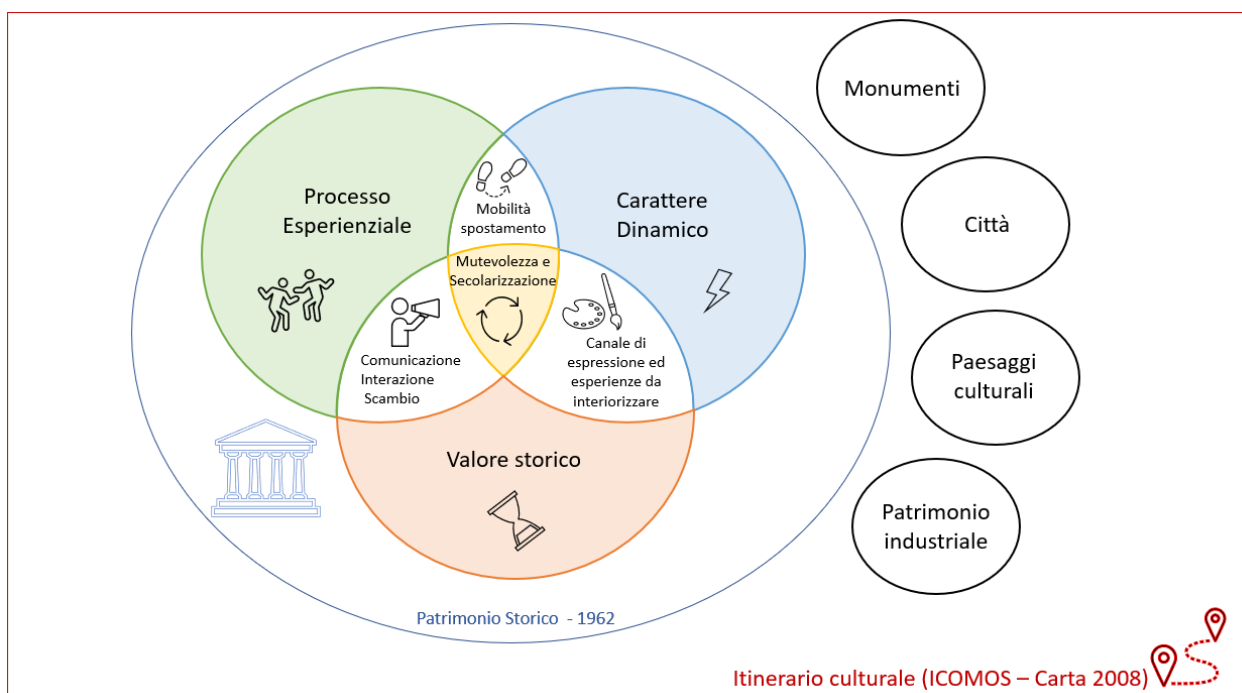 Processo
Esperienziale
Mobilità
spostamento
Carattere
Dinamico
Mutevolezza e
Secolarizzazione
Comunicazione
Interazione
Scambio
Canale di
espressione ed
esperienze da
interiorizzare
Valore storico
Patrimonio Storico - 1962
Monumenti
Città
Paesaggi
culturali
Patrimonio
industriale
Itinerario culturale (ICOMOS – Carta 2008)